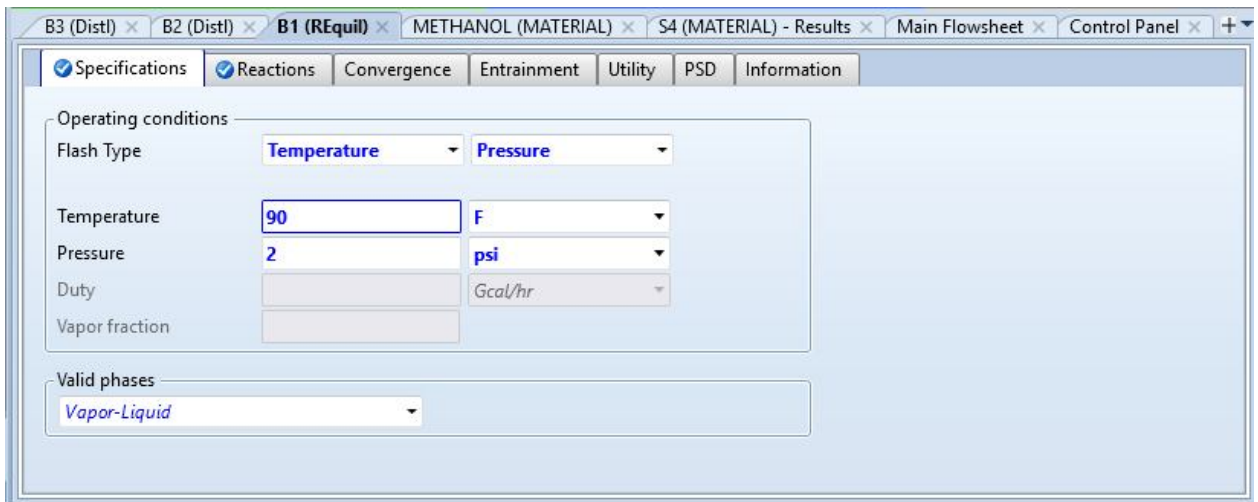 B3 (Distl) B2 (Distl) B1 (REquil) METHANOL (MATERIAL) S4 (MATERIAL) - Results Main Flowsheet Control Panel +
Specifications Reactions Convergence Entrainment Utility PSD Information
Operating conditions
Flash Type Temperature Pressure
Temperature 90 F
Pressure 2 psi
Duty Gcal/hr
Vapor fraction
Valid phases
Vapor-Liquid